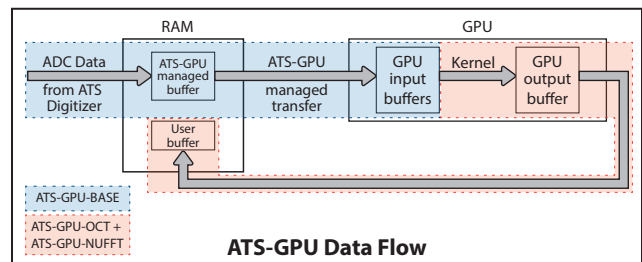 RAM
GPU
ADC Data
from ATS
Digitizer
ATS-GPU
managed
buffer
ATS-GPU
managed
transfer
GPU
input
buffers
Kernel
GPU
output
buffer
User
buffer
ATS-GPU-BASE
ATS-GPU-OCT +
ATS-GPU-NUFFT
ATS-GPU Data Flow